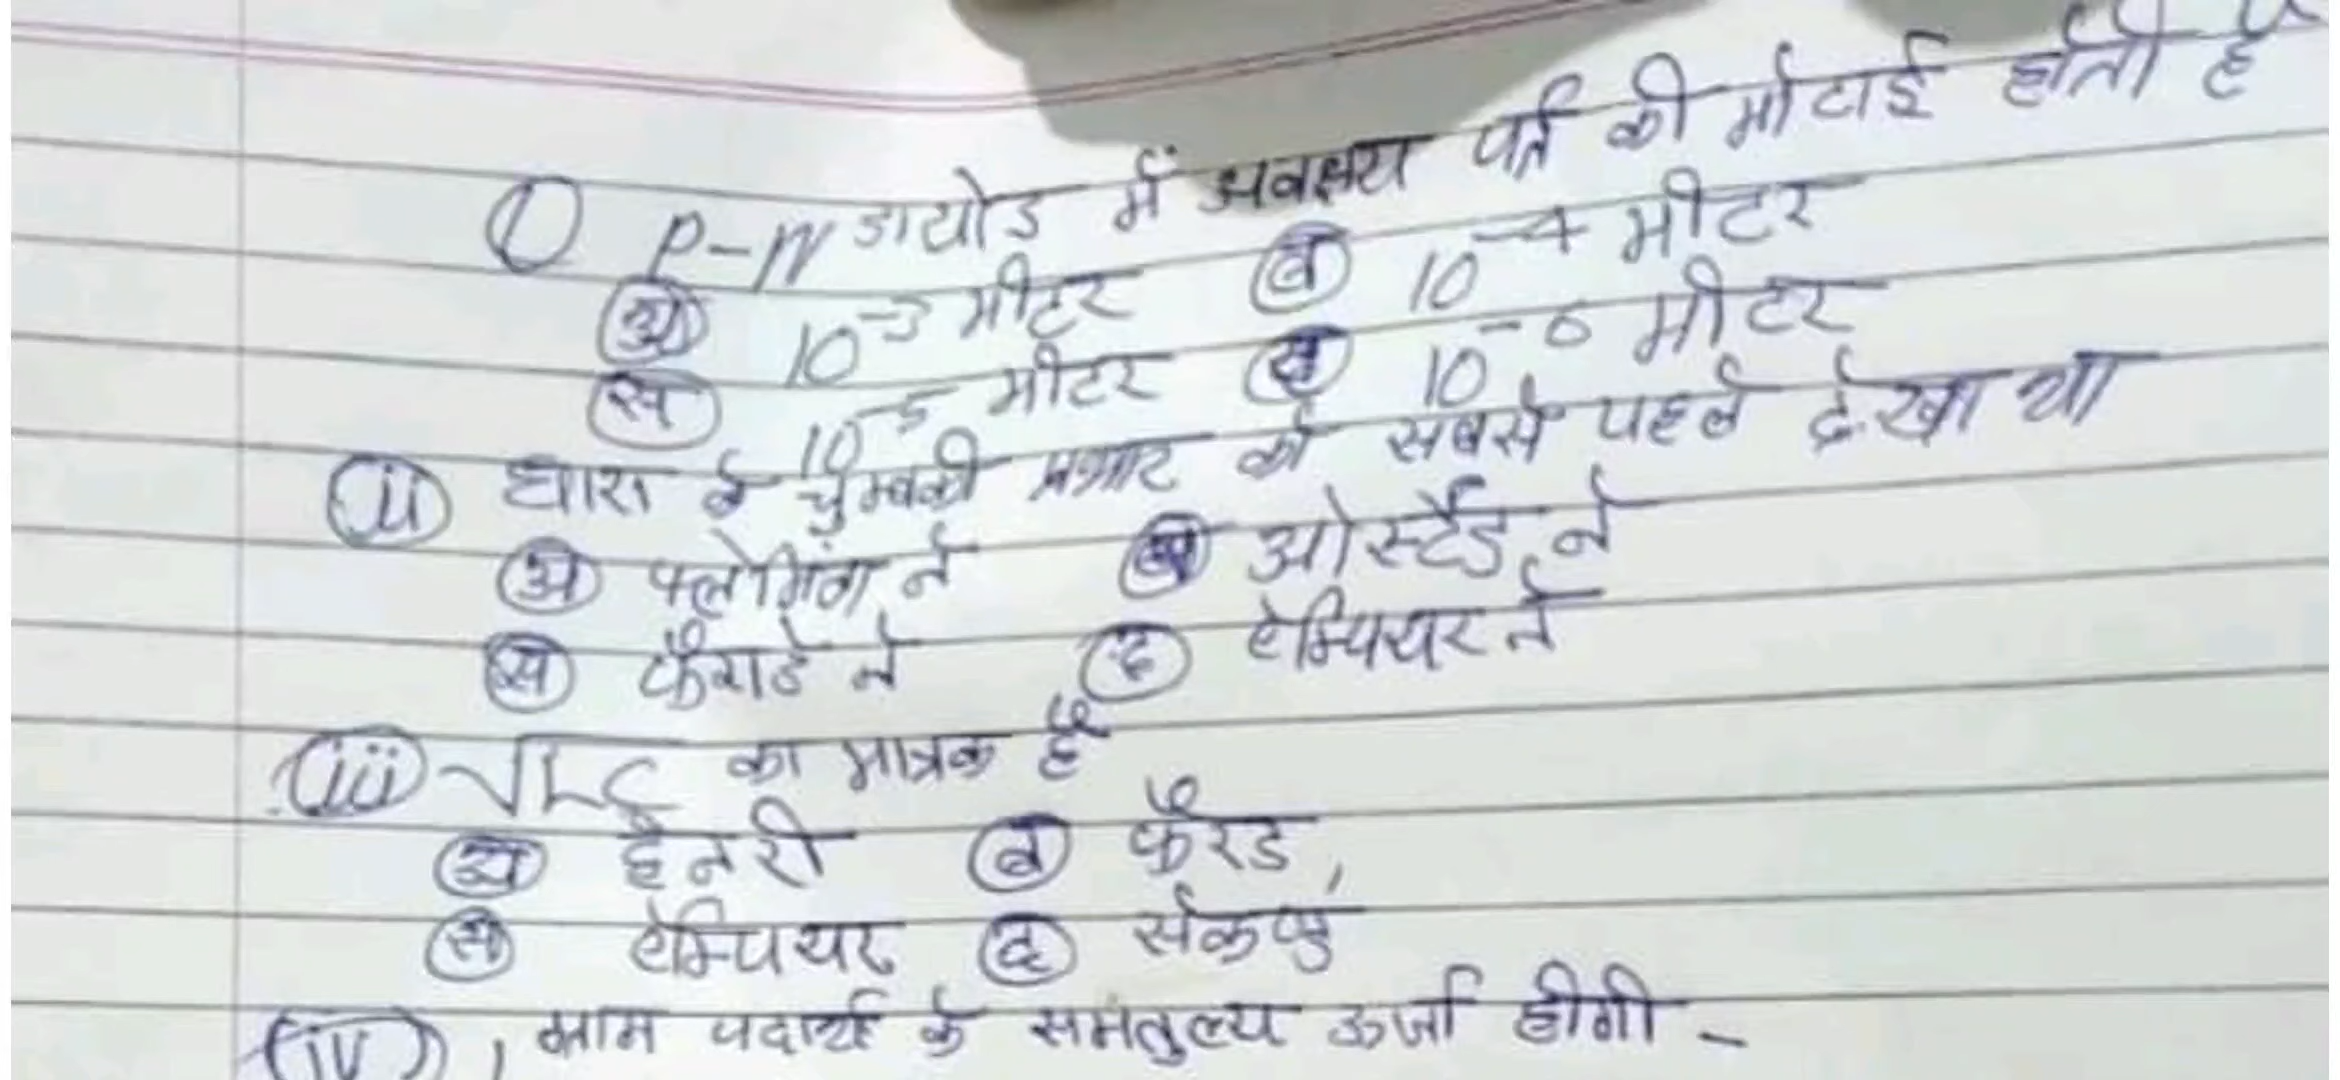 ① P-N डायोड में अवक्षय पर्त की मोटाई होती है
(अ) 10⁻³ मीटर (ब) 10⁻⁴ मीटर
(स) 10⁻⁵ मीटर (द) 10⁻⁶ मीटर
(ii) धारा के चुम्बकी प्रभाव को सबसे पहले देखा था
(अ) फ्लेमिंग ने (ब) ओर्स्टेड ने
(स) फैराडे ने (द) ऐम्पियर ने
(iii) √LC का मात्रक है
(अ) हेनरी (ब) फैरड
(स) ऐम्पियर (द) सेकण्ड
(iv) 1 ग्राम पदार्थ के समतुल्य ऊर्जा होगी -